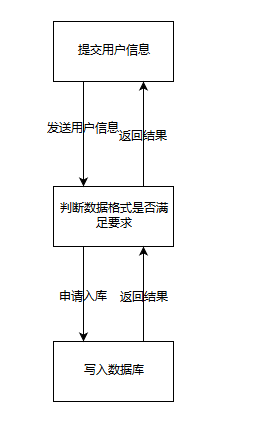 提交用户信息
发送用户信息
返回结果
判断数据格式是否满
足要求
申请入库
返回结果
写入数据库